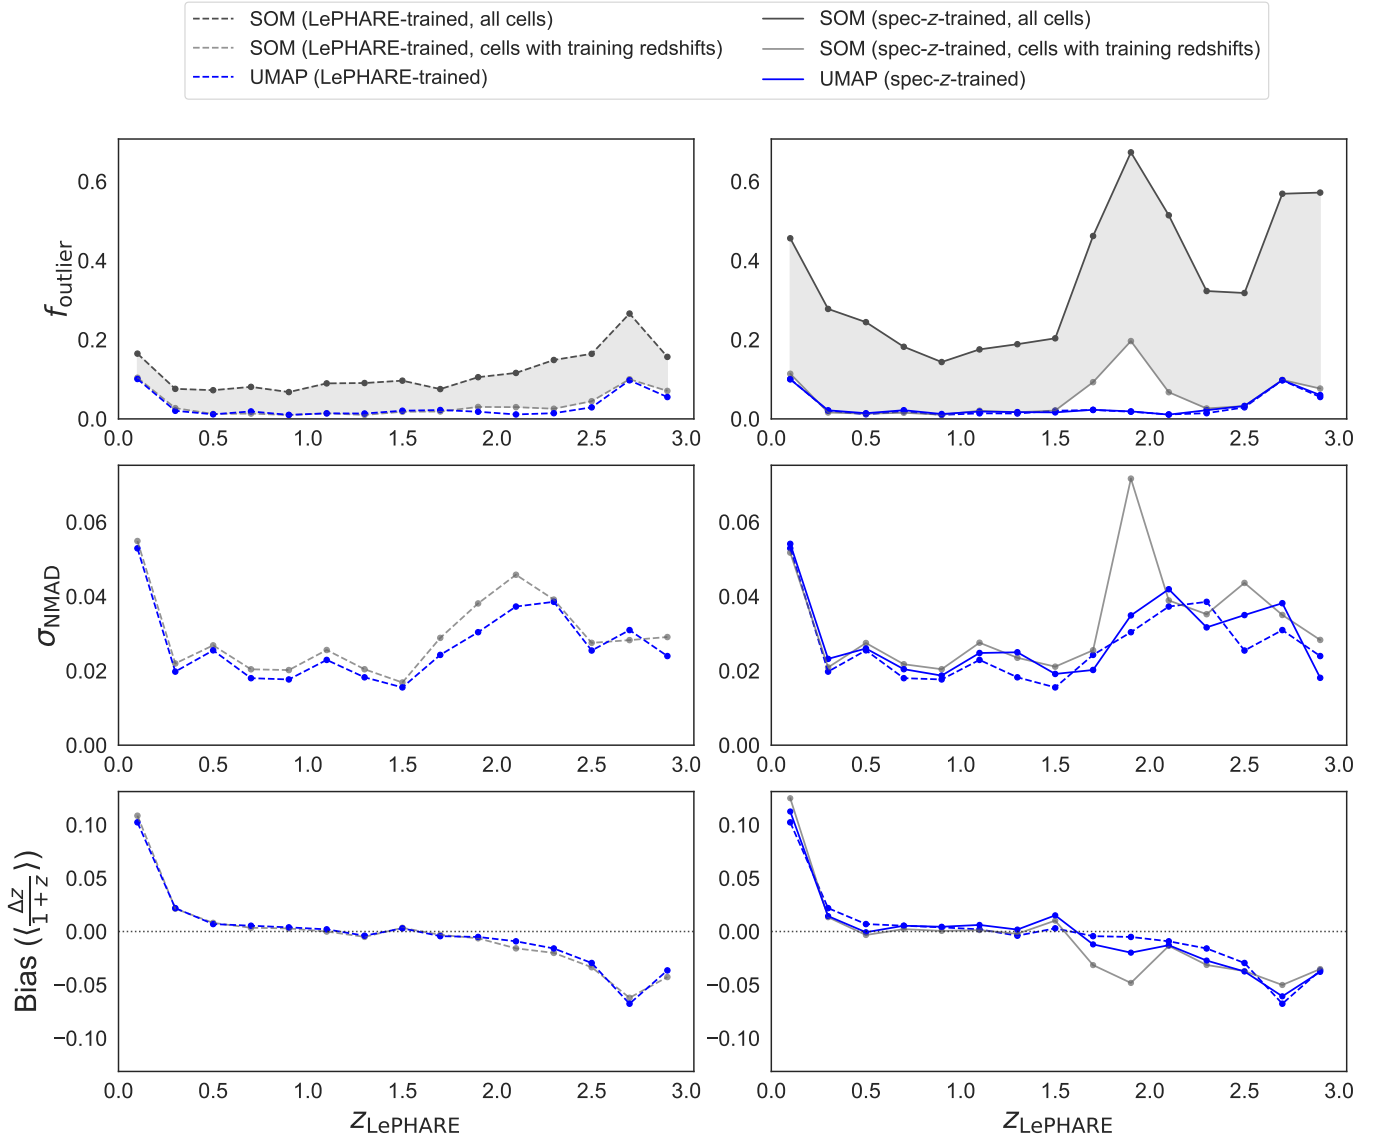 SOM (LePHARE-trained, all cells)
SOM (LePHARE-trained, cells with training redshifts)
UMAP (LePHARE-trained)
SOM (spec-z-trained, all cells)
SOM (spec-z-trained, cells with training redshifts)
UMAP (spec-z-trained)
f_outlier
0.6
0.4
0.2
0.0
0.0 0.5 1.0 1.5 2.0 2.5 3.0
0.6
0.4
0.2
0.0
0.0 0.5 1.0 1.5 2.0 2.5 3.0
σ_NMAD
0.06
0.04
0.02
0.00
0.0 0.5 1.0 1.5 2.0 2.5 3.0
0.06
0.04
0.02
0.00
0.0 0.5 1.0 1.5 2.0 2.5 3.0
Bias (⟨Δz/(1 + z)⟩)
0.10
0.05
0.00
−0.05
−0.10
0.0 0.5 1.0 1.5 2.0 2.5 3.0
z_LePHARE
0.10
0.05
0.00
−0.05
−0.10
0.0 0.5 1.0 1.5 2.0 2.5 3.0
z_LePHARE